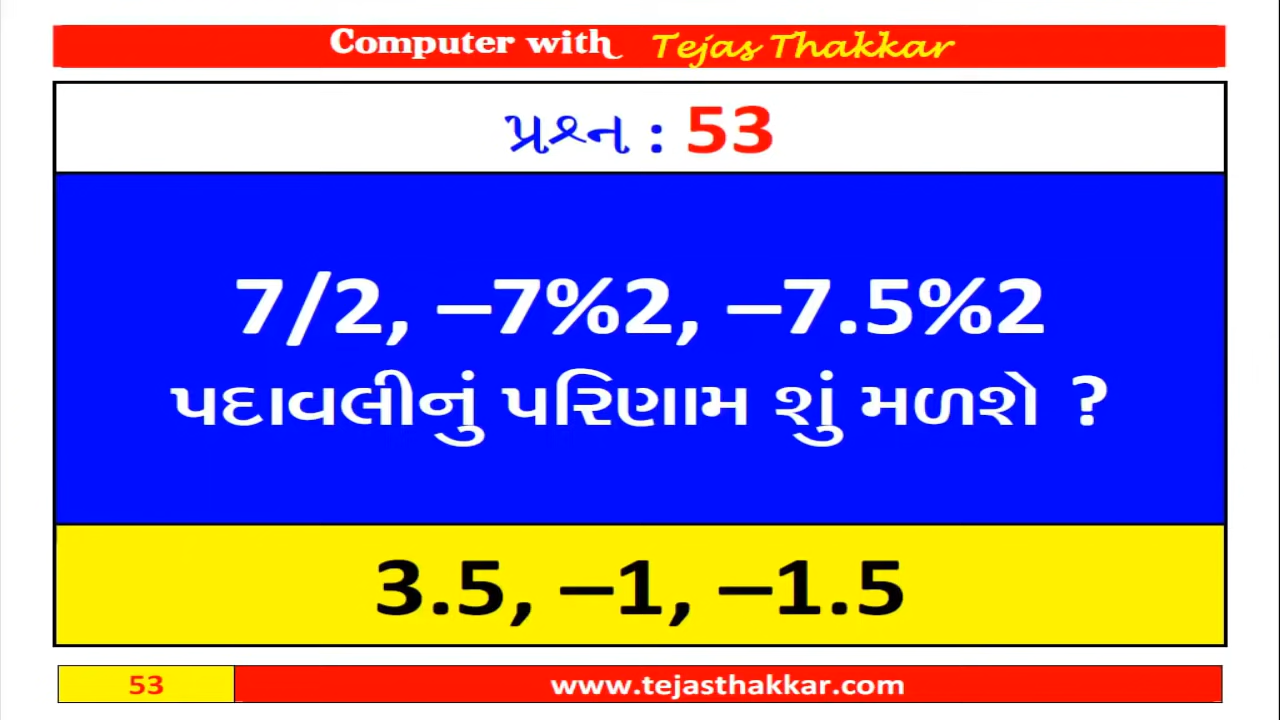 Computer with Tejas Thakkar
પ્રશ્ન : 53
7/2, –7%2, –7.5%2
પદાવલીનું પરિણામ શું મળશે ?
3.5, –1, –1.5
53
www.tejasthakkar.com